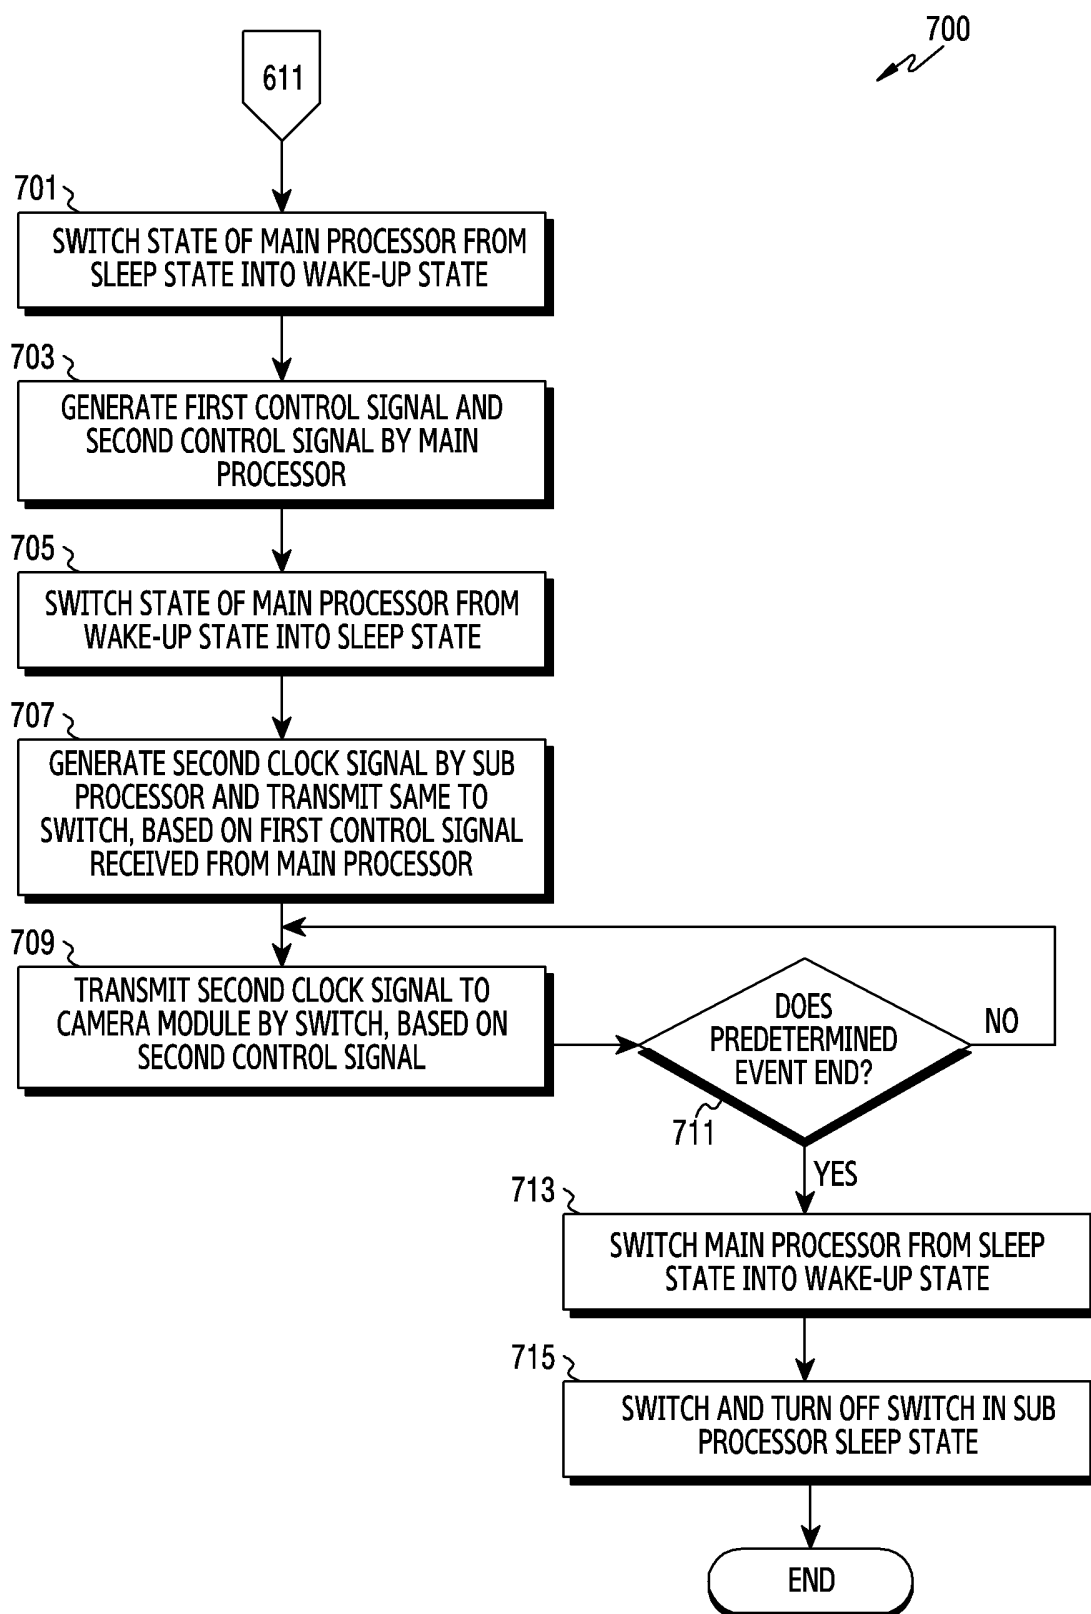 700
611
701
SWITCH STATE OF MAIN PROCESSOR FROM
SLEEP STATE INTO WAKE-UP STATE
703
GENERATE FIRST CONTROL SIGNAL AND
SECOND CONTROL SIGNAL BY MAIN
PROCESSOR
705
SWITCH STATE OF MAIN PROCESSOR FROM
WAKE-UP STATE INTO SLEEP STATE
707
GENERATE SECOND CLOCK SIGNAL BY SUB
PROCESSOR AND TRANSMIT SAME TO
SWITCH, BASED ON FIRST CONTROL SIGNAL
RECEIVED FROM MAIN PROCESSOR
709
TRANSMIT SECOND CLOCK SIGNAL TO
CAMERA MODULE BY SWITCH, BASED ON
SECOND CONTROL SIGNAL
DOES
PREDETERMINED
EVENT END?
NO
711
YES
713
SWITCH MAIN PROCESSOR FROM SLEEP
STATE INTO WAKE-UP STATE
715
SWITCH AND TURN OFF SWITCH IN SUB
PROCESSOR SLEEP STATE
END